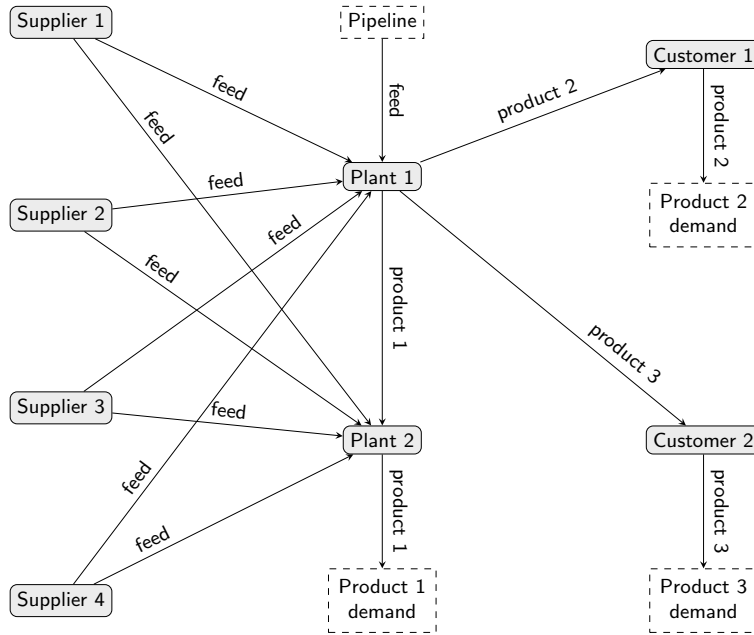 Supplier 1
Pipeline
Customer 1
feed
feed
feed
product 2
product 2
Plant 1
Supplier 2
feed
feed
Product 2
demand
feed
product 1
product 3
Supplier 3
feed
Plant 2
Customer 2
feed
feed
product 1
product 3
Supplier 4
Product 1
demand
Product 3
demand